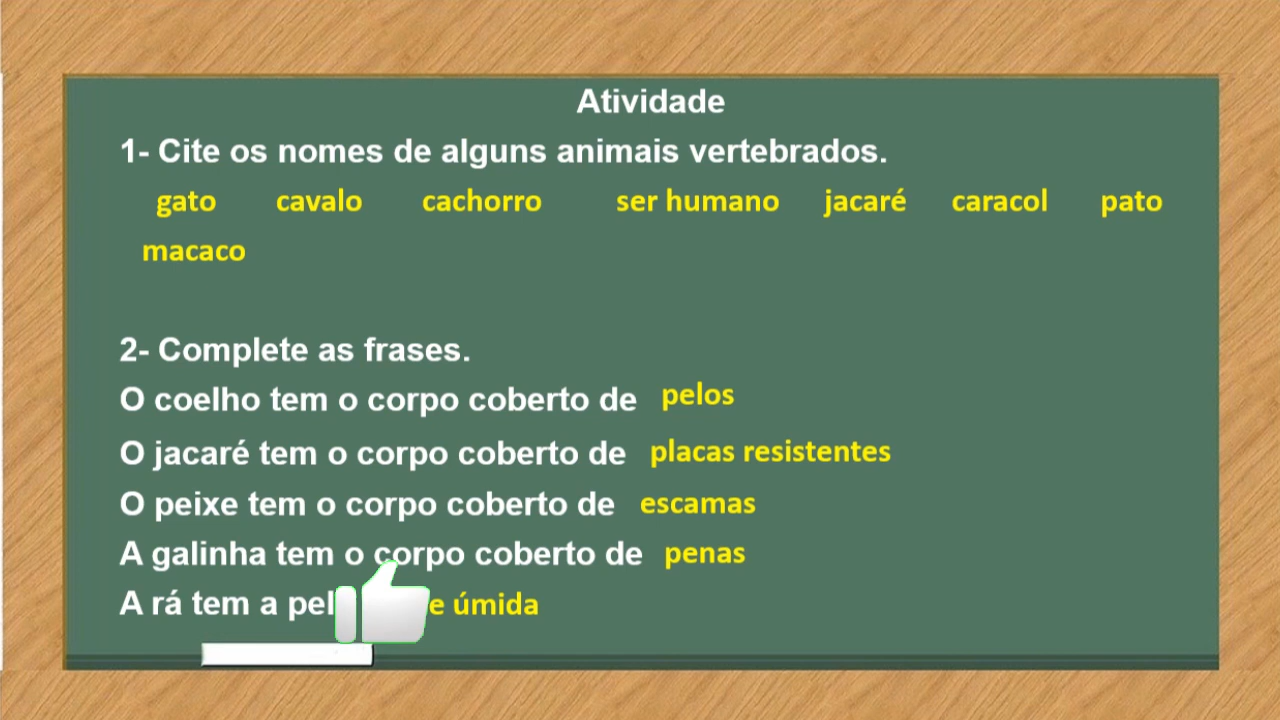 Atividade
1- Cite os nomes de alguns animais vertebrados.
gato cavalo cachorro ser humano jacaré caracol pato
macaco
2- Complete as frases.
O coelho tem o corpo coberto de pelos
O jacaré tem o corpo coberto de placas resistentes
O peixe tem o corpo coberto de escamas
A galinha tem o corpo coberto de penas
A rá tem a e úmida